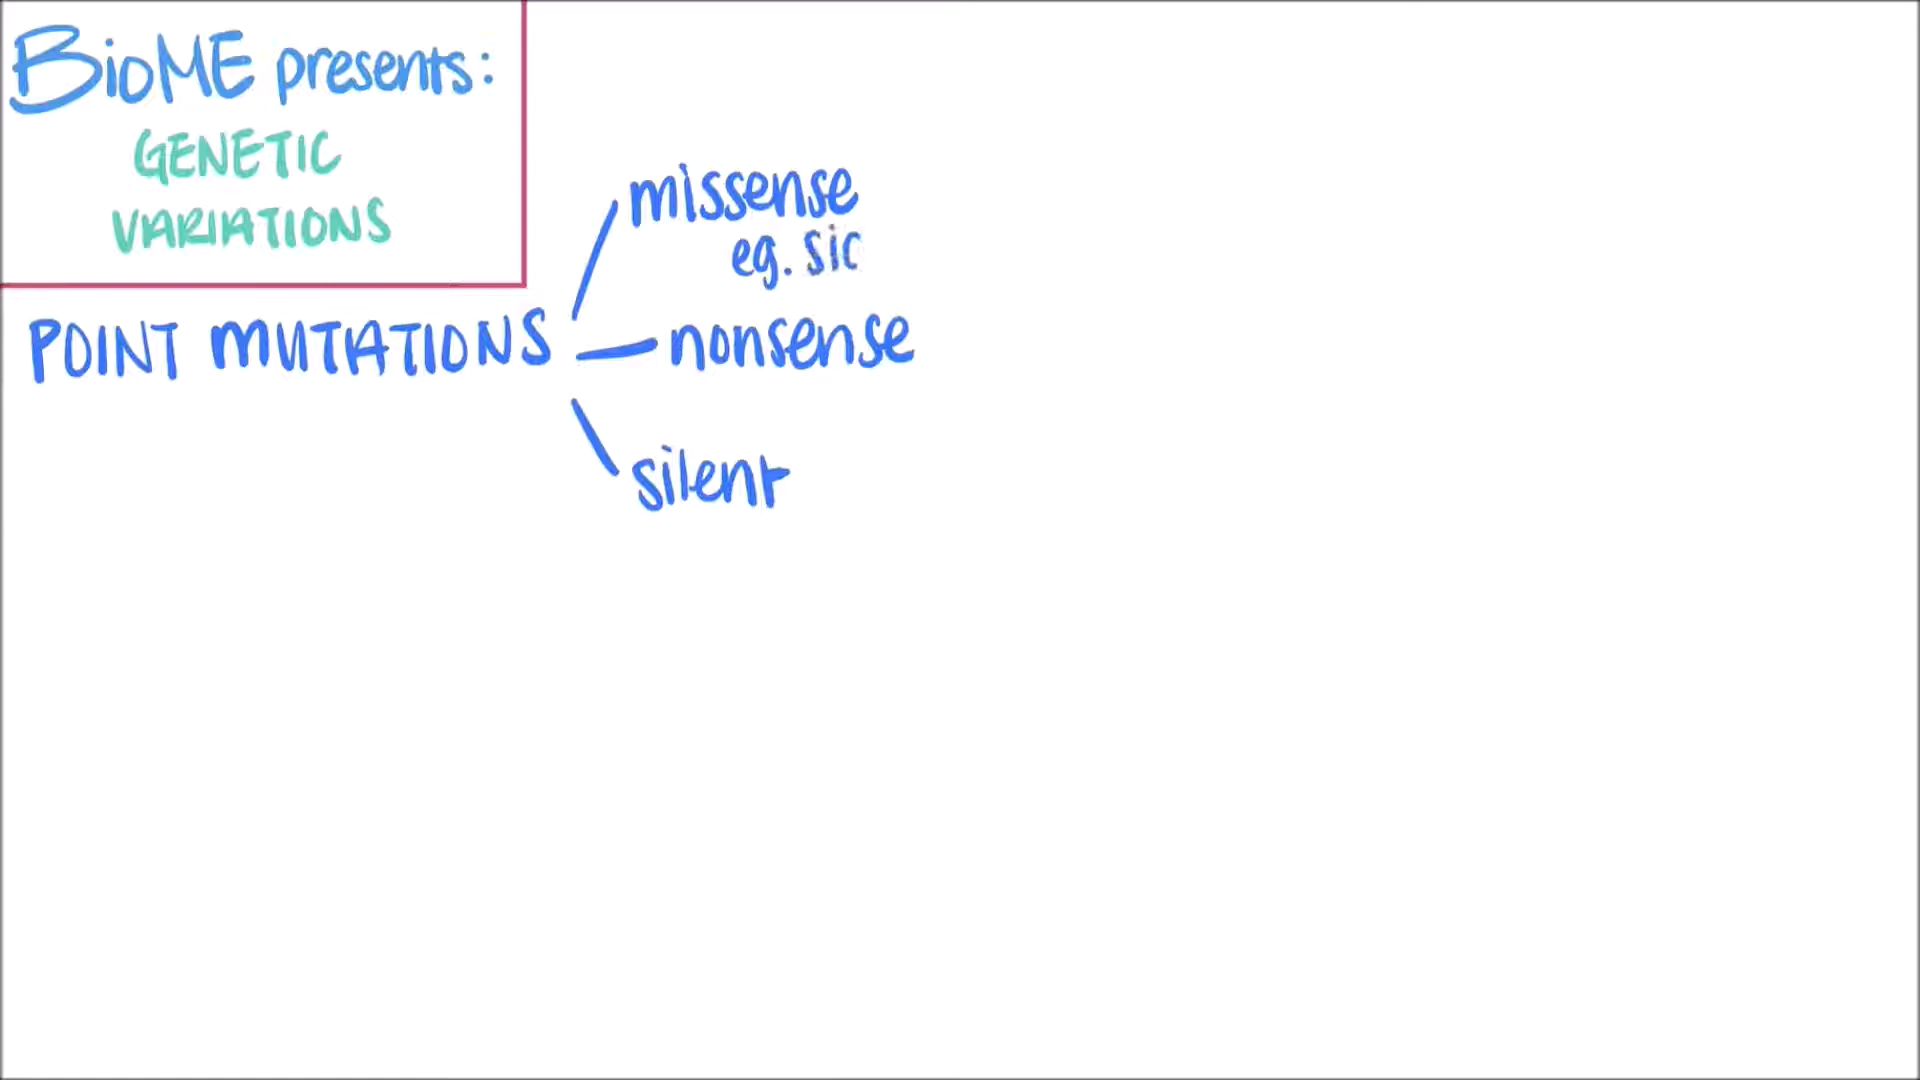 BioME presents:
GENETIC
VARIATIONS
missense
eg. sic
POINT MUTATIONS
nonsense
silent